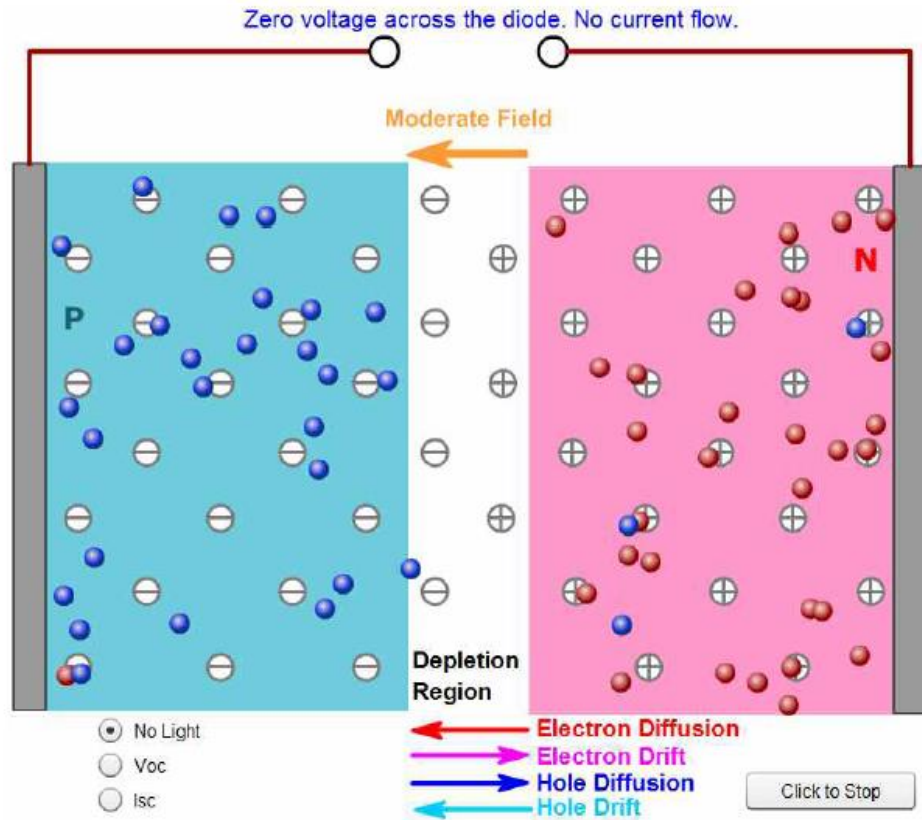 Zero voltage across the diode. No current flow.
Moderate Field
N
P
Depletion
Region
No Light
Voc
Isc
Electron Diffusion
Electron Drift
Hole Diffusion
Hole Drift
Click to Stop